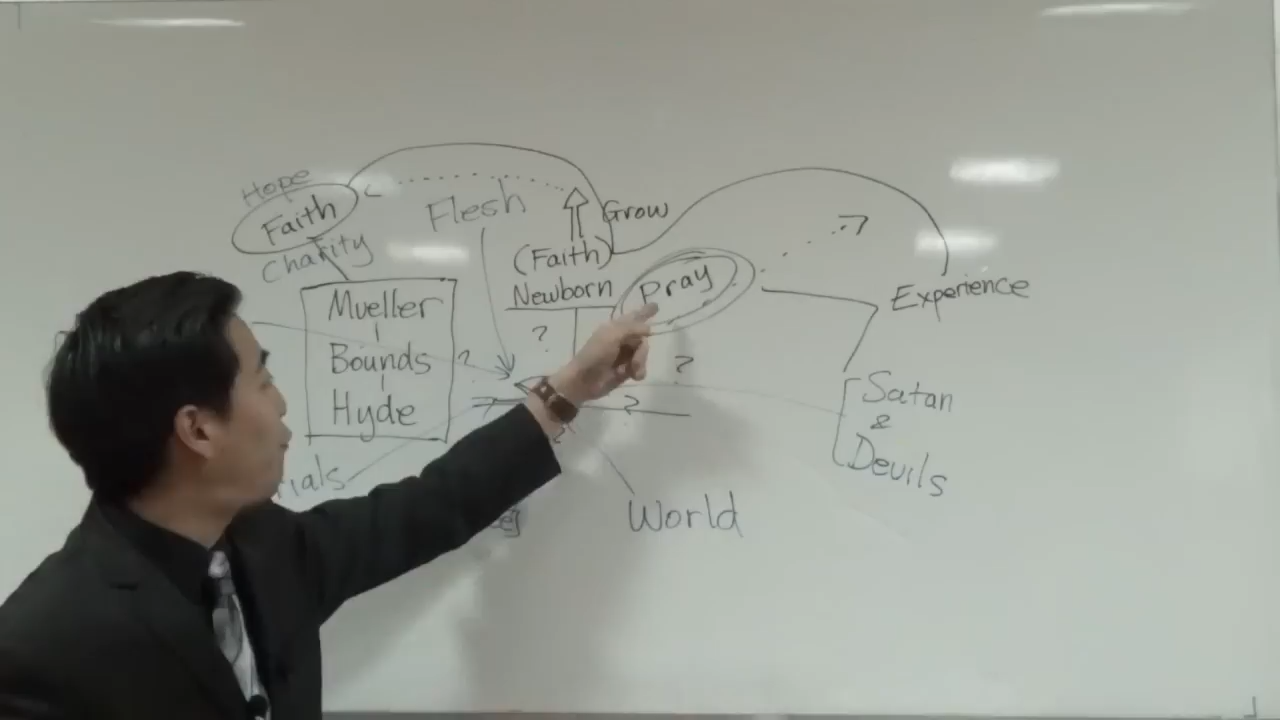 Hope
Faith
Charity
Flesh
Grow
(Faith)
Newborn
Pray
Experience
Mueller
Bounds
Hyde
?
?
?
?
?
Satan
&
Devils
World